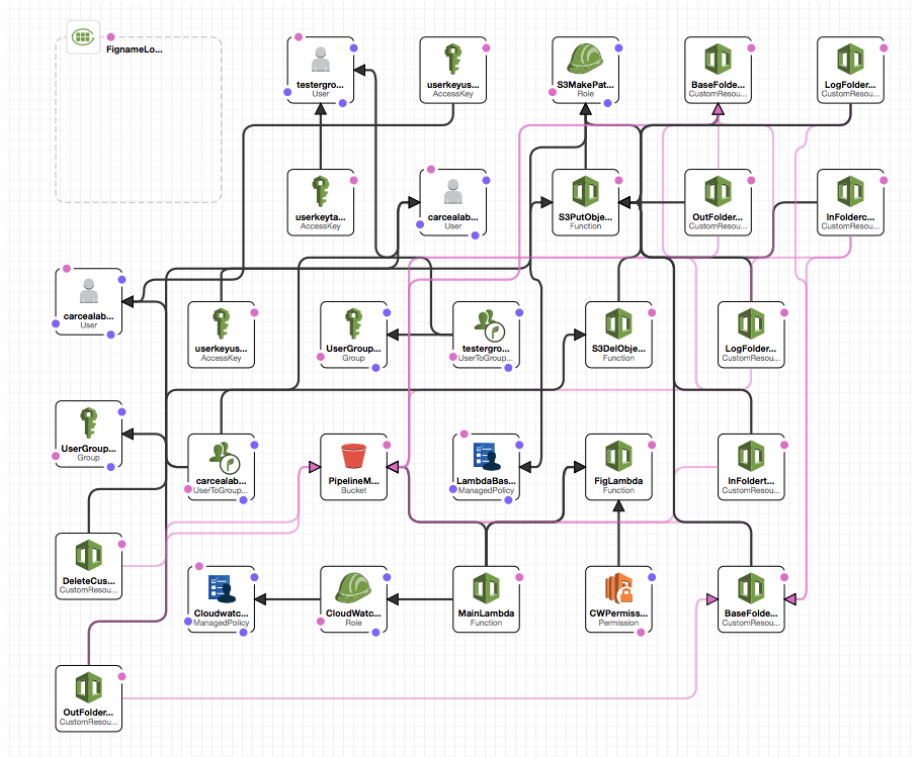 FignameLo...
testergro...
User
userkeyus...
AccessKey
S3MakePat...
Role
BaseFolde...
CustomResou...
LogFolder...
CustomResou...
userkeyta...
AccessKey
carcealab...
User
S3PutObje...
Function
OutFolder...
CustomResou...
InFolderc...
CustomResou...
carcealab...
User
userkeyus...
AccessKey
UserGroup...
Group
testergro...
UserToGroup...
S3DelObje...
Function
LogFolder...
CustomResou...
UserGroup...
Group
carcealab...
UserToGroup...
PipelineM...
Bucket
LambdaBas...
ManagedPolicy
FigLambda
Function
InFoldert...
CustomResou...
DeleteCus...
CustomResou...
Cloudwatc...
ManagedPolicy
CloudWatc...
Role
MainLambda
Function
CWPermiss...
Permission
BaseFolde...
CustomResou...
OutFolder...
CustomResou...